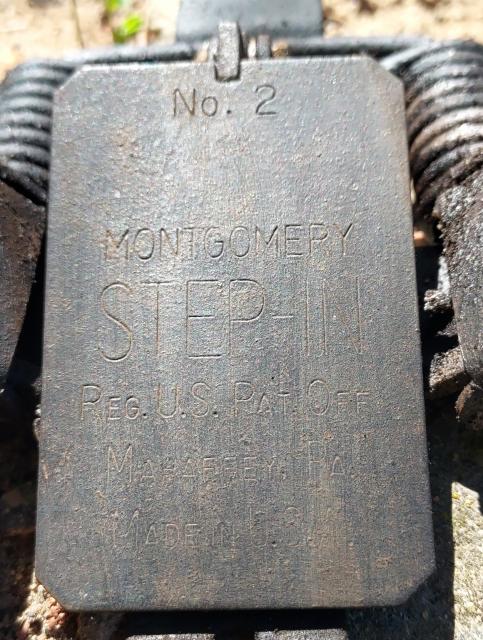 No. 2
MONTGOMERY
STEP-IN
REG. U.S. PAT. OFF
MAHAFFEY, PA.
MADE IN U.S.A.